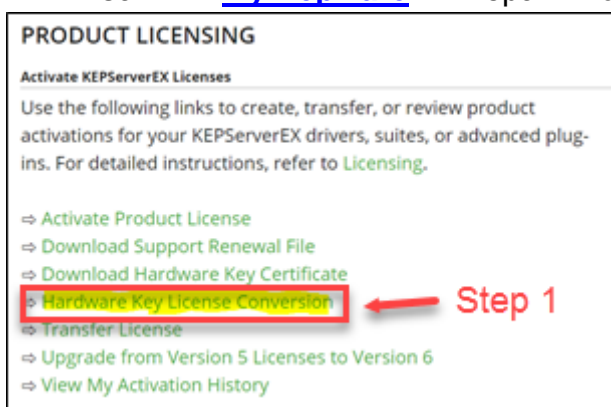 PRODUCT LICENSING
Activate KEPServerEX Licenses
Use the following links to create, transfer, or review product
activations for your KEPServerEX drivers, suites, or advanced plug-
ins. For detailed instructions, refer to Licensing.
⇨ Activate Product License
⇨ Download Support Renewal File
⇨ Download Hardware Key Certificate
⇨ Hardware Key License Conversion
Step 1
⇨ Transfer License
⇨ Upgrade from Version 5 Licenses to Version 6
⇨ View My Activation History